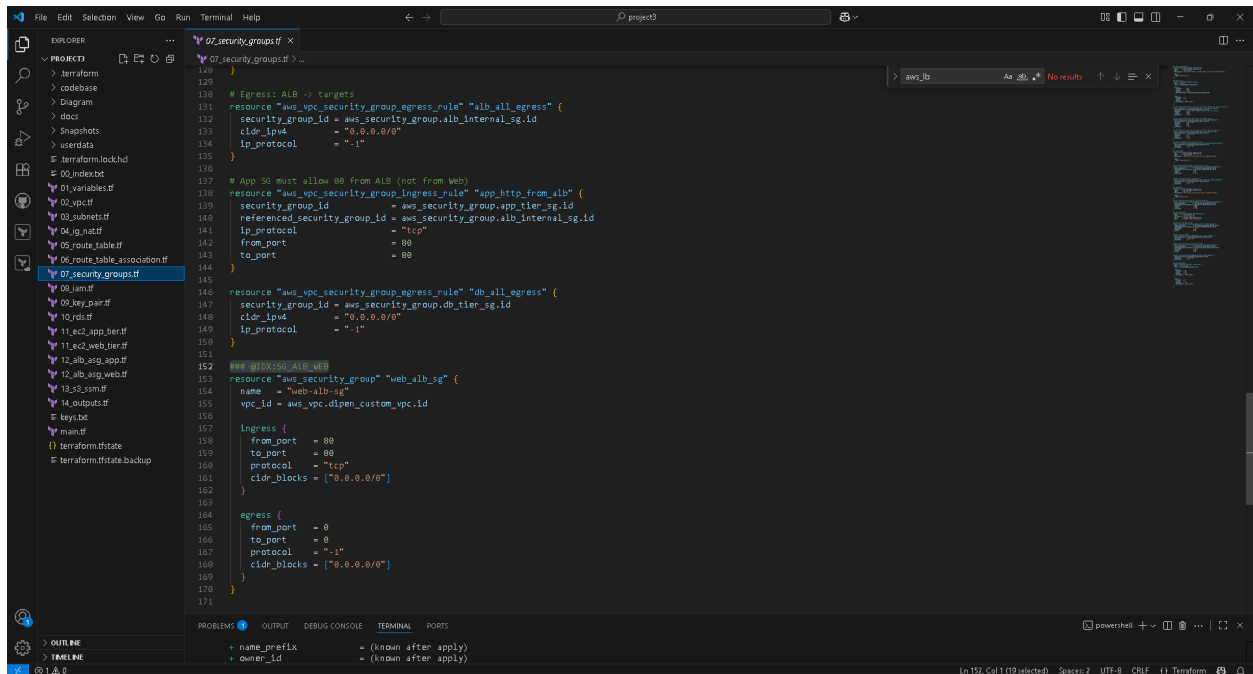 File Edit Selection View Go Run Terminal Help
project3
EXPLORER
PROJECT3
.terraform
codebase
Diagram
docs
Snapshots
userdata
.terraform.lock.hcl
00_index.txt
01_variables.tf
02_vpc.tf
03_subnets.tf
04_ig_nat.tf
05_route_table.tf
06_route_table_association.tf
07_security_groups.tf
08_iam.tf
09_key_pair.tf
10_rds.tf
11_ec2_app_tier.tf
11_ec2_web_tier.tf
12_alb_asg_app.tf
12_alb_asg_web.tf
13_s3_ssm.tf
14_outputs.tf
keys.txt
main.tf
terraform.tfstate
terraform.tfstate.backup
OUTLINE
TIMELINE
07_security_groups.tf
07_security_groups.tf > ...
aws_lb Aa ab .* No results
128 }
129
130 # Egress: ALB -> targets
131 resource "aws_vpc_security_group_egress_rule" "alb_all_egress" {
132 security_group_id = aws_security_group.alb_internal_sg.id
133 cidr_ipv4 = "0.0.0.0/0"
134 ip_protocol = "-1"
135 }
136
137 # App SG must allow 80 from ALB (not from Web)
138 resource "aws_vpc_security_group_ingress_rule" "app_http_from_alb" {
139 security_group_id = aws_security_group.app_tier_sg.id
140 referenced_security_group_id = aws_security_group.alb_internal_sg.id
141 ip_protocol = "tcp"
142 from_port = 80
143 to_port = 80
144 }
145
146 resource "aws_vpc_security_group_egress_rule" "db_all_egress" {
147 security_group_id = aws_security_group.db_tier_sg.id
148 cidr_ipv4 = "0.0.0.0/0"
149 ip_protocol = "-1"
150 }
151
152 ### @IDX:SG_ALB_WEB
153 resource "aws_security_group" "web_alb_sg" {
154 name = "web-alb-sg"
155 vpc_id = aws_vpc.dipen_custom_vpc.id
156
157 ingress {
158 from_port = 80
159 to_port = 80
160 protocol = "tcp"
161 cidr_blocks = ["0.0.0.0/0"]
162 }
163
164 egress {
165 from_port = 0
166 to_port = 0
167 protocol = "-1"
168 cidr_blocks = ["0.0.0.0/0"]
169 }
170 }
171
PROBLEMS 1 OUTPUT DEBUG CONSOLE TERMINAL PORTS
powershell
+ name_prefix = (known after apply)
+ owner_id = (known after apply)
1 0
Ln 152, Col 1 (19 selected) Spaces: 2 UTF-8 CRLF Terraform